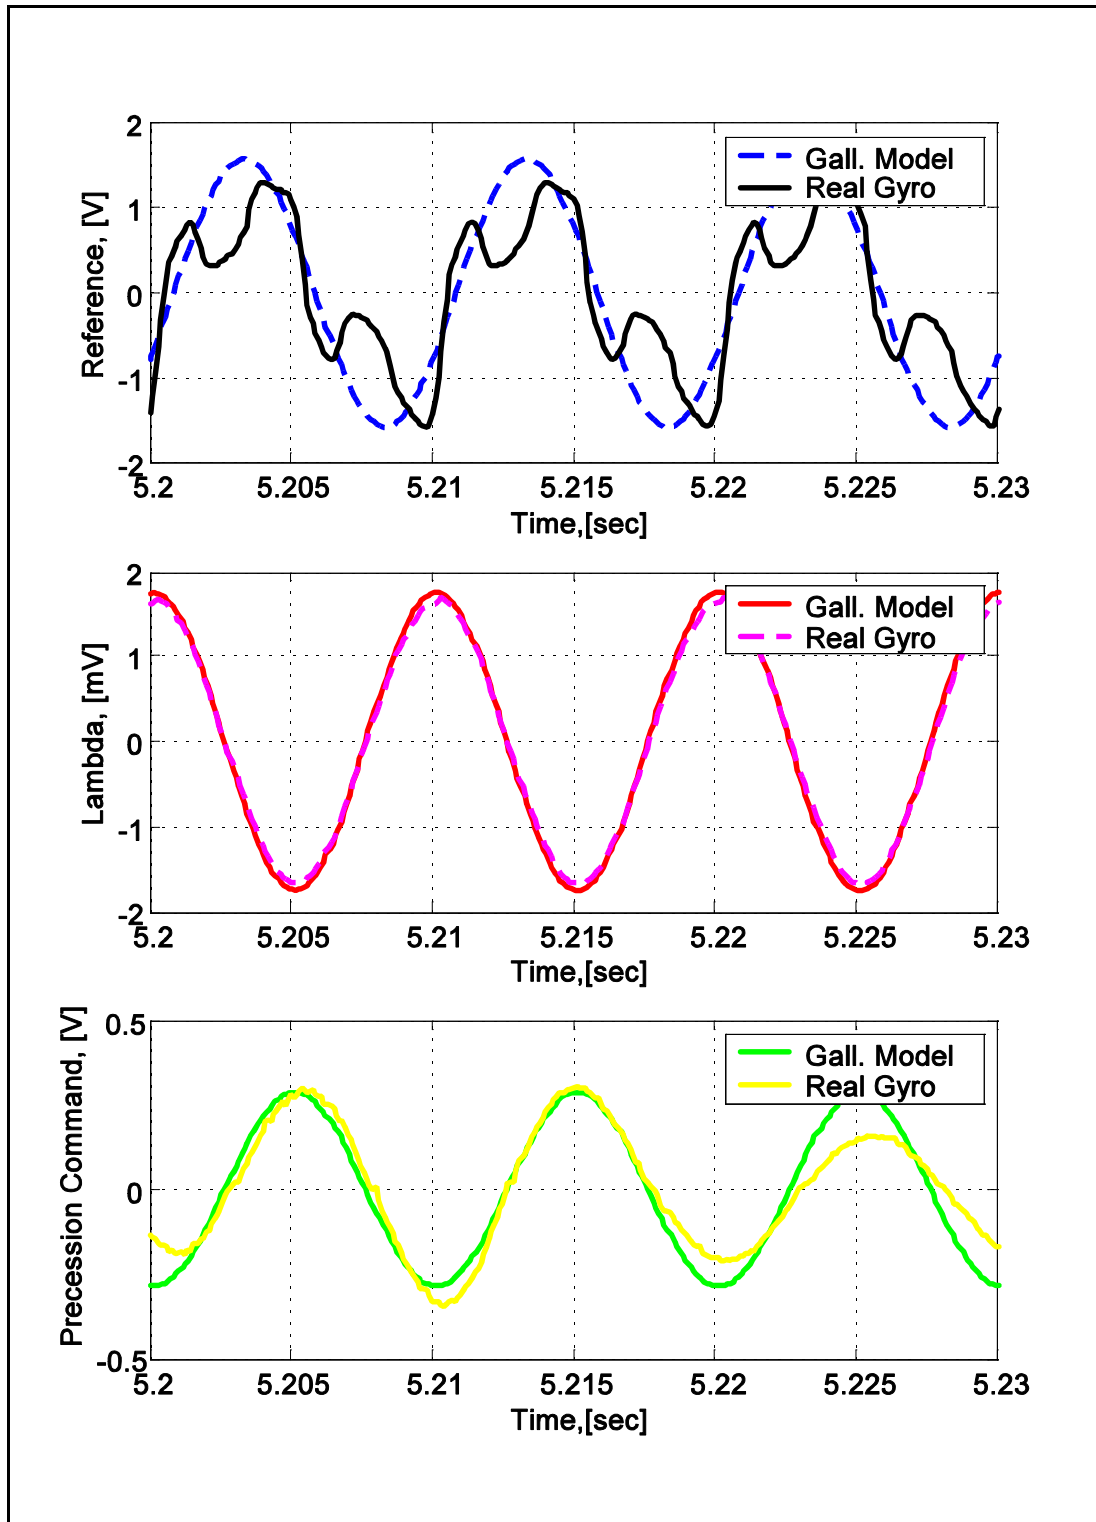 2
1
0
-1
-2
Reference, [V]
Gall. Model
Real Gyro
5.2 5.205 5.21 5.215 5.22 5.225 5.23
Time,[sec]
2
1
0
-1
-2
Lambda, [mV]
Gall. Model
Real Gyro
5.2 5.205 5.21 5.215 5.22 5.225 5.23
Time,[sec]
0.5
0
-0.5
Precession Command, [V]
Gall. Model
Real Gyro
5.2 5.205 5.21 5.215 5.22 5.225 5.23
Time,[sec]